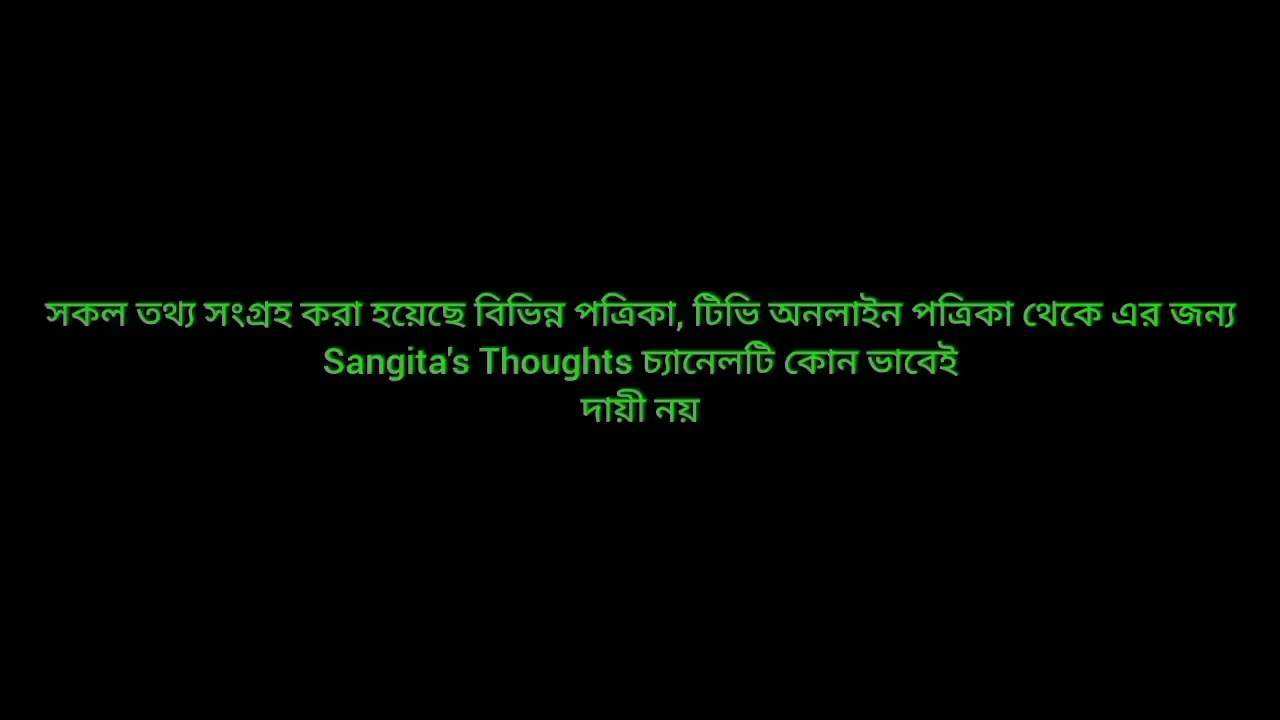 সকল তথ্য সংগ্রহ করা হয়েছে বিভিন্ন পত্রিকা, টিভি অনলাইন পত্রিকা থেকে এর জন্য
Sangita's Thoughts চ্যানেলটি কোন ভাবেই
দায়ী নয়